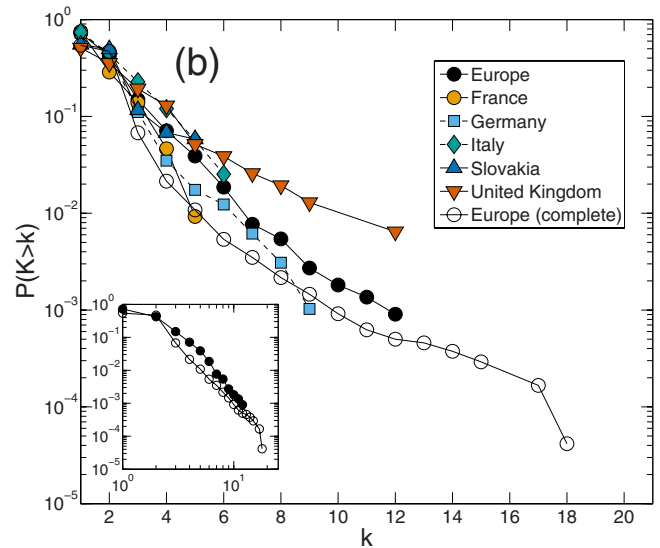 (b)
P(K>k)
10^0
10^-1
10^-2
10^-3
10^-4
10^-5
Europe
France
Germany
Italy
Slovakia
United Kingdom
Europe (complete)
10^0
10^-1
10^-2
10^-3
10^-4
10^-5
10^0 10^1
2 4 6 8 10 12 14 16 18 20
k